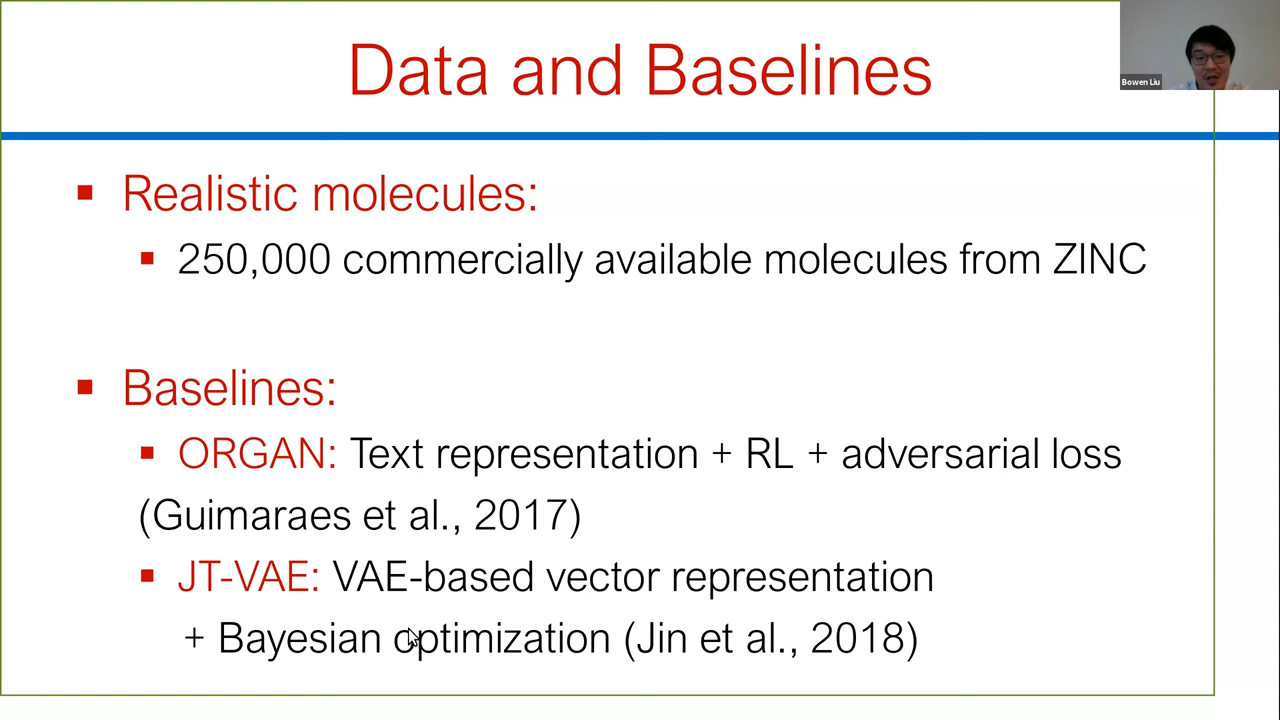 Data and Baselines
Bowen Liu
Realistic molecules:
250,000 commercially available molecules from ZINC
Baselines:
ORGAN: Text representation + RL + adversarial loss
(Guimaraes et al., 2017)
JT-VAE: VAE-based vector representation
+ Bayesian optimization (Jin et al., 2018)